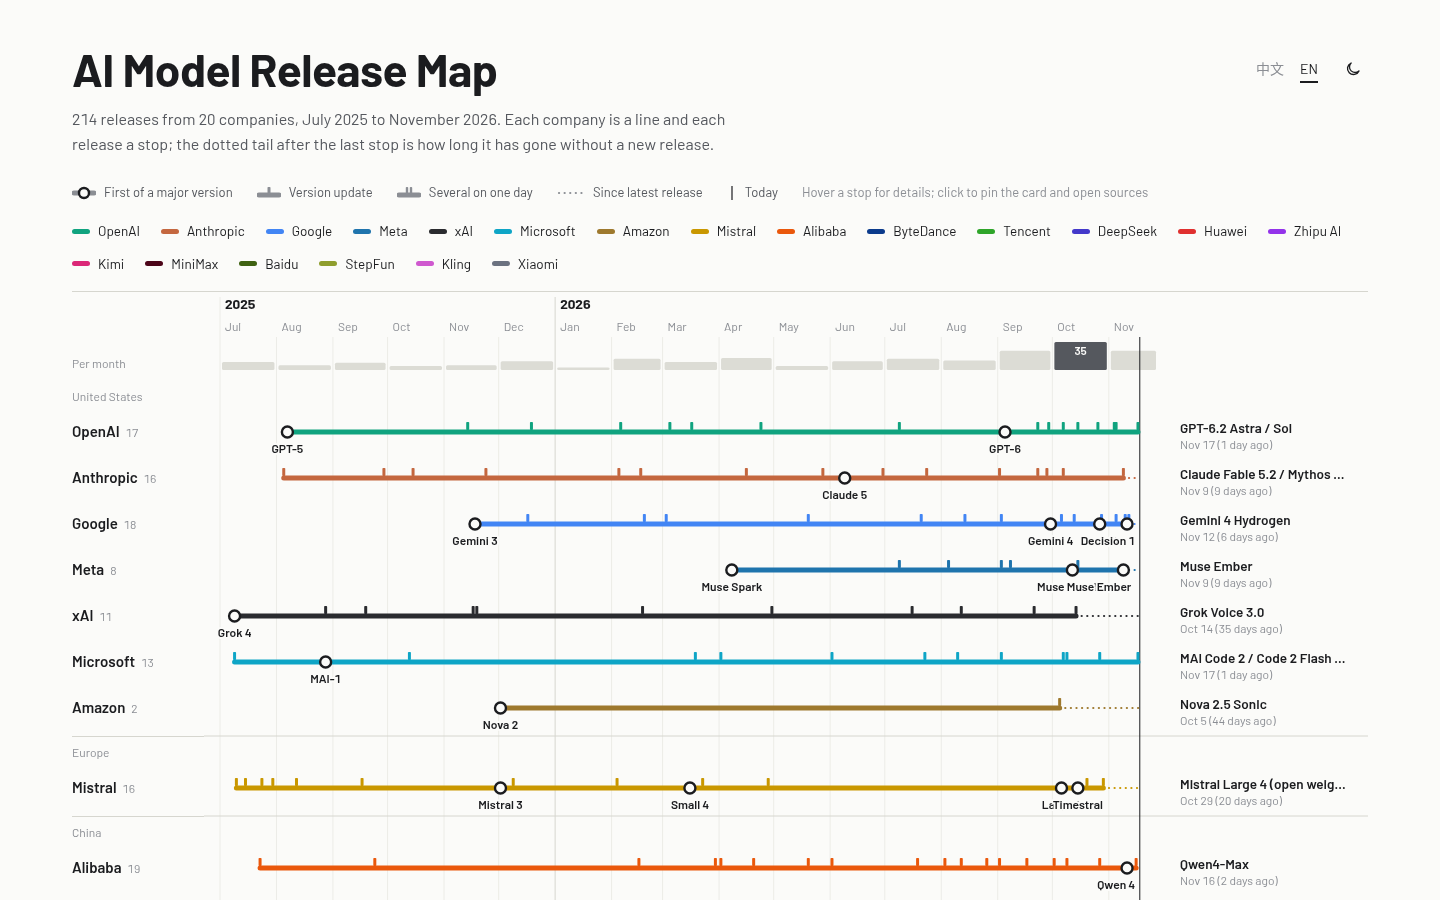 AI Model Release Map
中文 EN
214 releases from 20 companies, July 2025 to November 2026. Each company is a line and each
release a stop; the dotted tail after the last stop is how long it has gone without a new release.
First of a major version Version update Several on one day Since latest release Today Hover a stop for details; click to pin the card and open sources
OpenAI Anthropic Google Meta xAI Microsoft Amazon Mistral Alibaba ByteDance Tencent DeepSeek Huawei Zhipu AI
Kimi MiniMax Baidu StepFun Kling Xiaomi
2025 2026
Jul Aug Sep Oct Nov Dec Jan Feb Mar Apr May Jun Jul Aug Sep Oct Nov
Per month 35
United States
OpenAI 17 GPT-6.2 Astra / Sol
Nov 17 (1 day ago)
GPT-5 GPT-6
Anthropic 16 Claude Fable 5.2 / Mythos ...
Nov 9 (9 days ago)
Claude 5
Google 18 Gemini 4 Hydrogen
Nov 12 (6 days ago)
Gemini 3 Gemini 4 Decision 1
Meta 8 Muse Ember
Nov 9 (9 days ago)
Muse Spark Muse Muse Ember
xAI 11 Grok Voice 3.0
Oct 14 (35 days ago)
Grok 4
Microsoft 13 MAI Code 2 / Code 2 Flash ...
Nov 17 (1 day ago)
MAI-1
Amazon 2 Nova 2.5 Sonic
Oct 5 (44 days ago)
Nova 2
Europe
Mistral 16 Mistral Large 4 (open weig...
Oct 29 (20 days ago)
Mistral 3 Small 4 Timestral
China
Alibaba 19 Qwen4-Max
Nov 16 (2 days ago)
Qwen 4